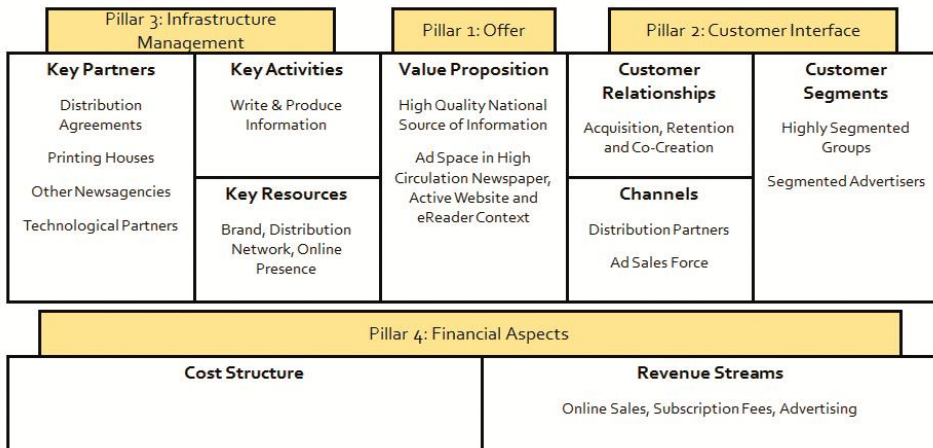 Pillar 3: Infrastructure
Management
Pillar 1: Offer
Pillar 2: Customer Interface
Key Partners
Distribution
Agreements
Printing Houses
Other Newsagencies
Technological Partners
Key Activities
Write & Produce
Information
Key Resources
Brand, Distribution
Network, Online
Presence
Value Proposition
High Quality National
Source of Information
Ad Space in High
Circulation Newspaper,
Active Website and
eReader Context
Customer
Relationships
Acquisition, Retention
and Co-Creation
Channels
Distribution Partners
Ad Sales Force
Customer
Segments
Highly Segmented
Groups
Segmented Advertisers
Pillar 4: Financial Aspects
Cost Structure
Revenue Streams
Online Sales, Subscription Fees, Advertising